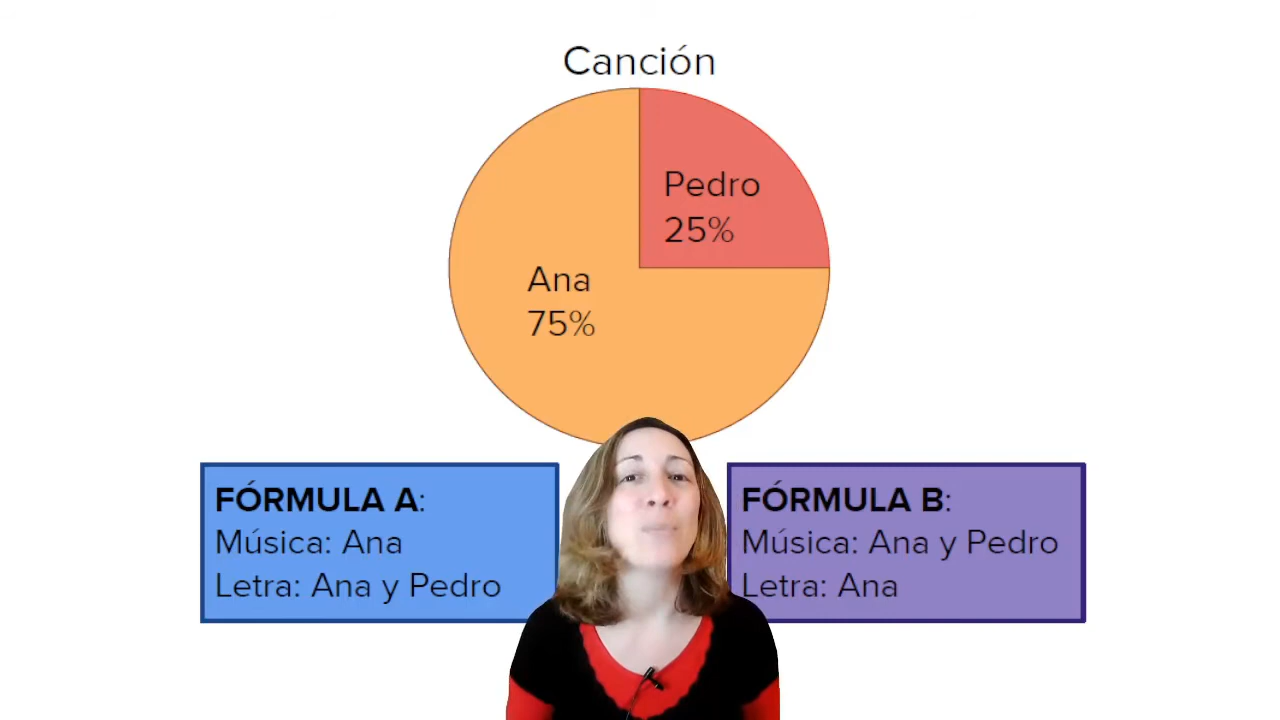 Canción
Pedro
25%
Ana
75%
FÓRMULA A:
Música: Ana
Letra: Ana y Pedro
FÓRMULA B:
Música: Ana y Pedro
Letra: Ana